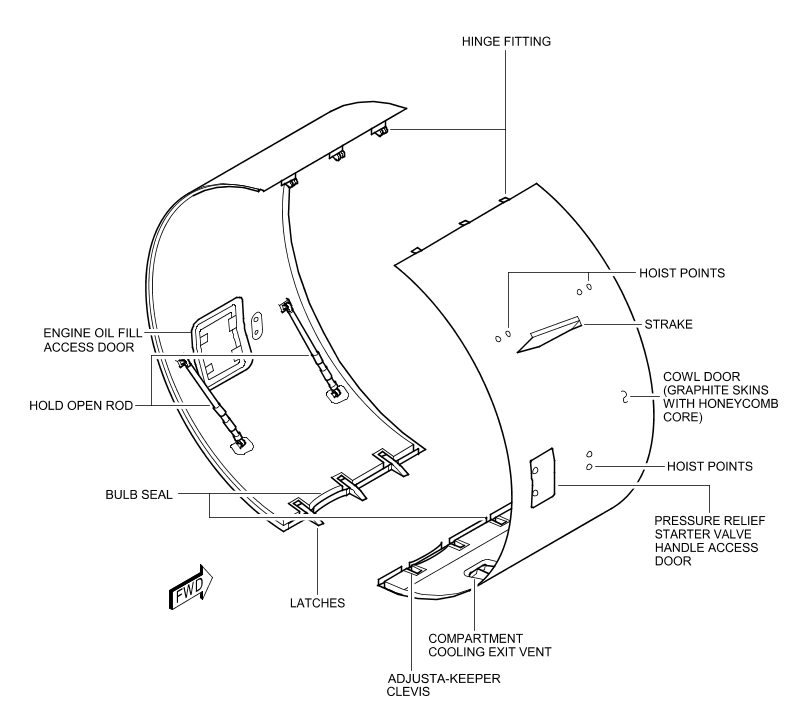 HINGE FITTING
HOIST POINTS
STRAKE
ENGINE OIL FILL
ACCESS DOOR
COWL DOOR
(GRAPHITE SKINS
WITH HONEYCOMB
CORE)
HOLD OPEN ROD
HOIST POINTS
BULB SEAL
PRESSURE RELIEF
STARTER VALVE
HANDLE ACCESS
DOOR
FWD
LATCHES
COMPARTMENT
COOLING EXIT VENT
ADJUSTA-KEEPER
CLEVIS